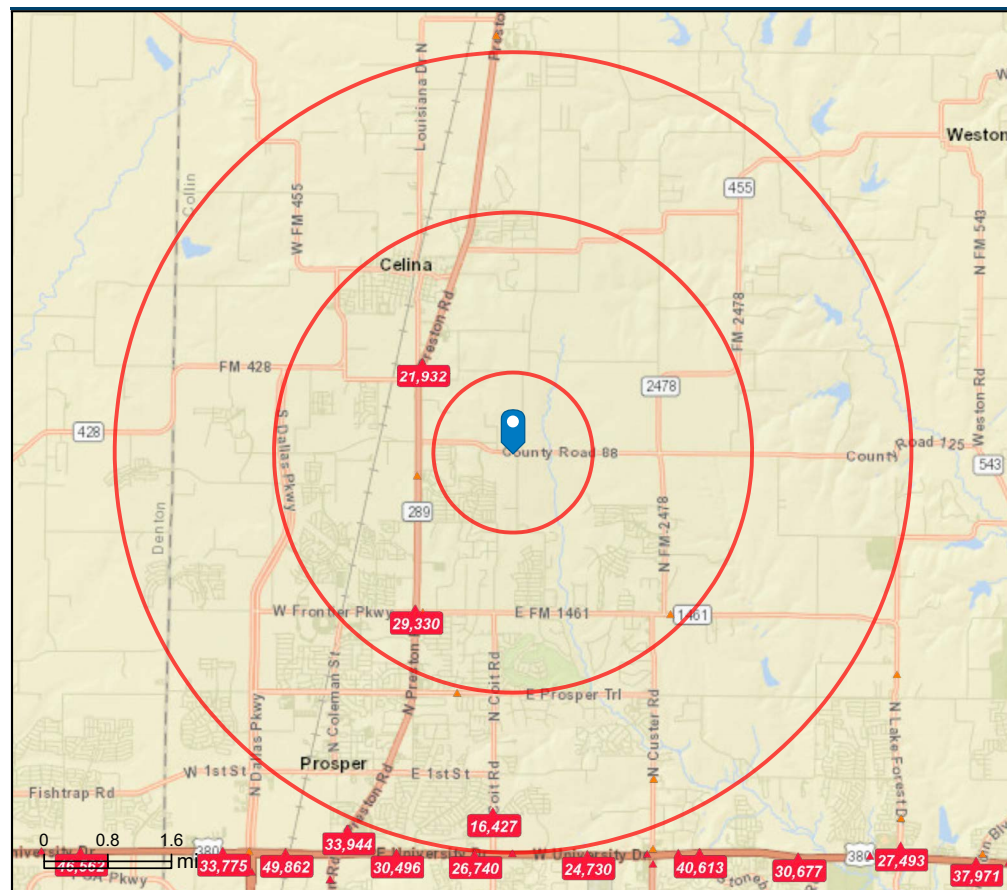 Louisiana Dr N
Preston
W
Weston
455
W FM 455
Collin
N FM 543
Celina
Preston Rd
FM 2478
FM 428
21,932
2478
Weston Rd
428
S Dallas Pkwy
County Road 88
County
Road 125
543
289
Denton
N FM-2478
W Frontier Pkwy
E FM 1461
1461
29,330
N Preston
N Coleman St
N Coit Rd
E Prosper Trl
N Dallas Pkwy
N Custer Rd
N Lake Forest D
Prosper
W 1st St
E 1st St
Preston Rd
Coit Rd
Fishtrap Rd
16,427
0 0.8 1.6
mi
33,944
380
E University Dr
W University Dr
380
33,775
49,862
30,496
26,740
24,730
40,613
30,677
27,493
37,971